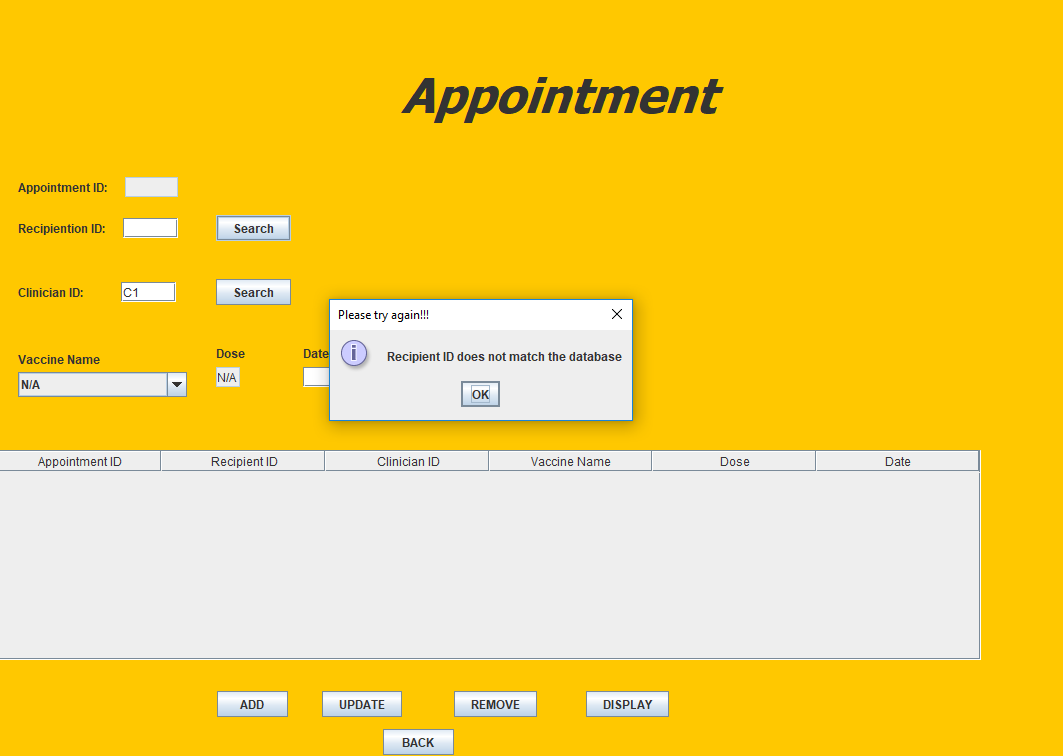 Appointment
Appointment ID:
Recipiention ID:
Search
Clinician ID:
C1
Search
Please try again!!!
Recipient ID does not match the database
OK
Vaccine Name
Dose
Date
N/A
N/A
Appointment ID Recipient ID Clinician ID Vaccine Name Dose Date
ADD UPDATE REMOVE DISPLAY
BACK